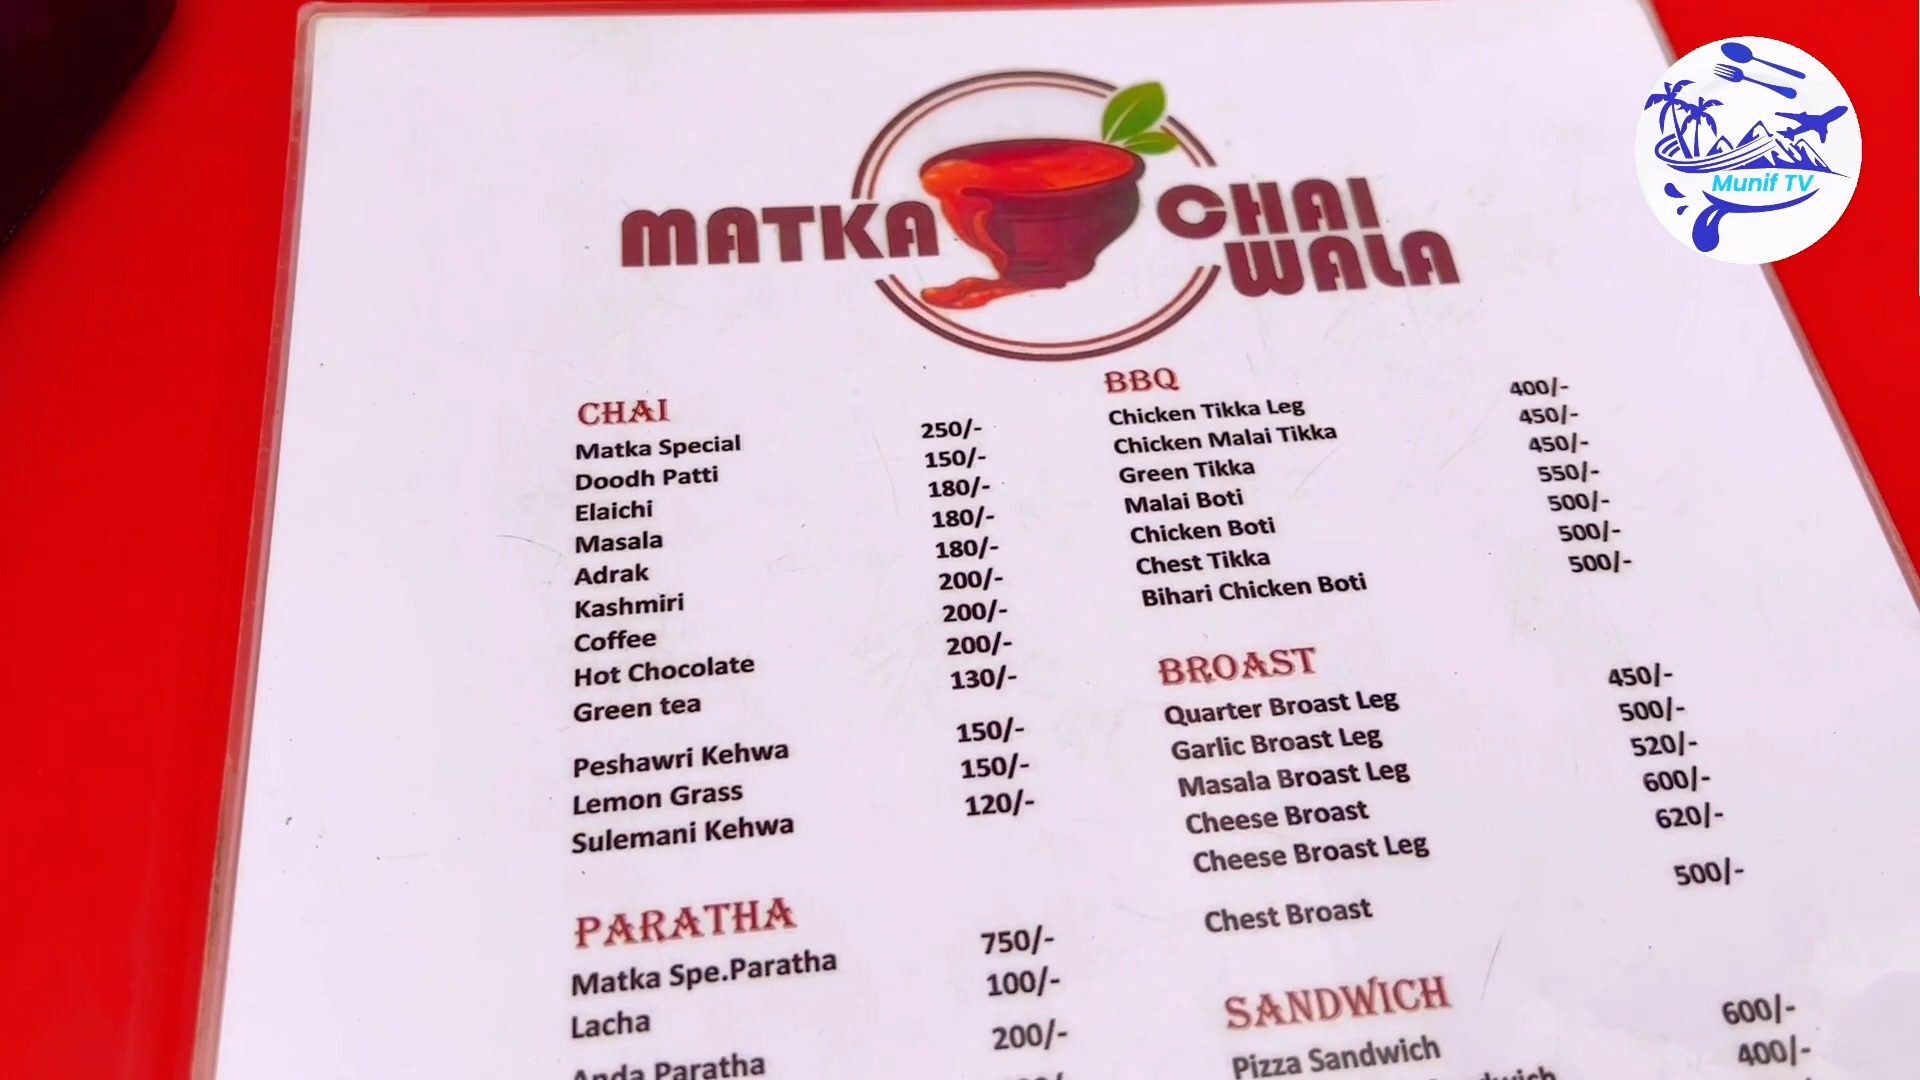 MATKA CHAI WALA
Munif TV
CHAI
Matka Special 250/-
Doodh Patti 150/-
Elaichi 180/-
Masala 180/-
Adrak 180/-
Kashmiri 200/-
Coffee 200/-
Hot Chocolate 200/-
Green tea 130/-
Peshawri Kehwa 150/-
Lemon Grass 150/-
Sulemani Kehwa 120/-
PARATHA
Matka Spe.Paratha 750/-
Lacha 100/-
Anda Paratha 200/-
BBQ
Chicken Tikka Leg 400/-
Chicken Malai Tikka 450/-
Green Tikka 450/-
Malai Boti 550/-
Chicken Boti 500/-
Chest Tikka 500/-
Bihari Chicken Boti 500/-
BROAST
Quarter Broast Leg 450/-
Garlic Broast Leg 500/-
Masala Broast Leg 520/-
Cheese Broast 600/-
Cheese Broast Leg 620/-
Chest Broast 500/-
SANDWICH
Pizza Sandwich 600/-
400/-